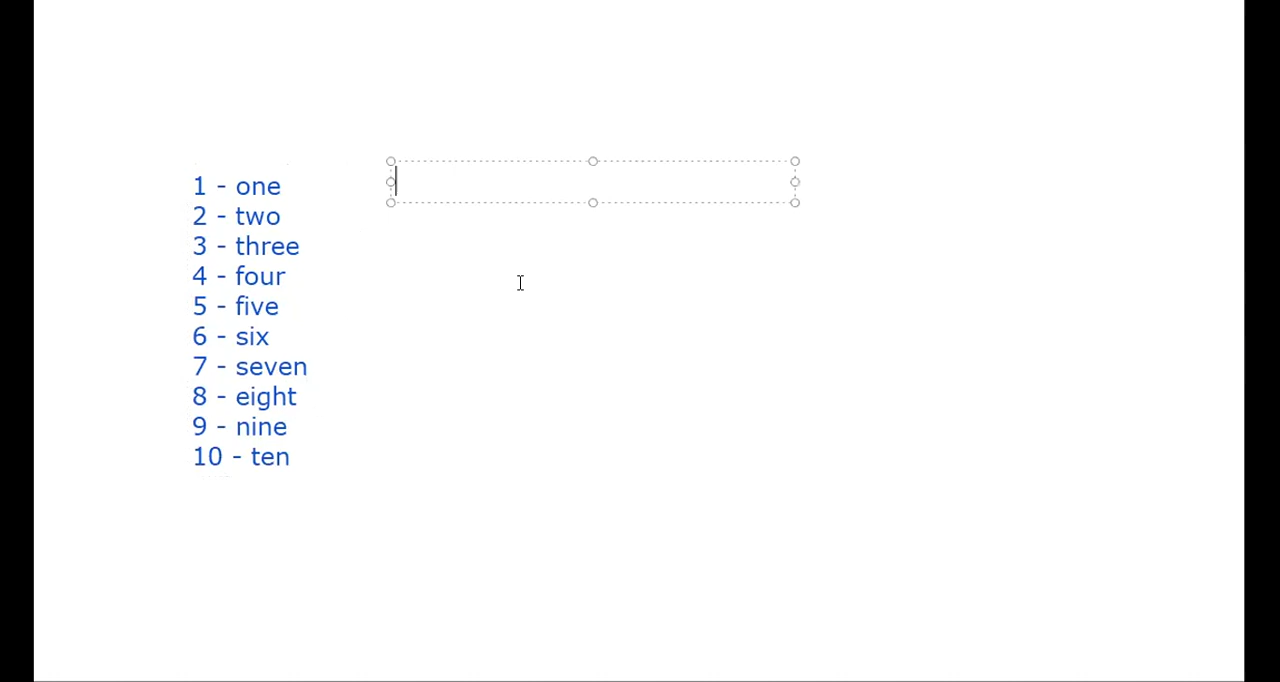 1 - one
2 - two
3 - three
4 - four
5 - five
6 - six
7 - seven
8 - eight
9 - nine
10 - ten